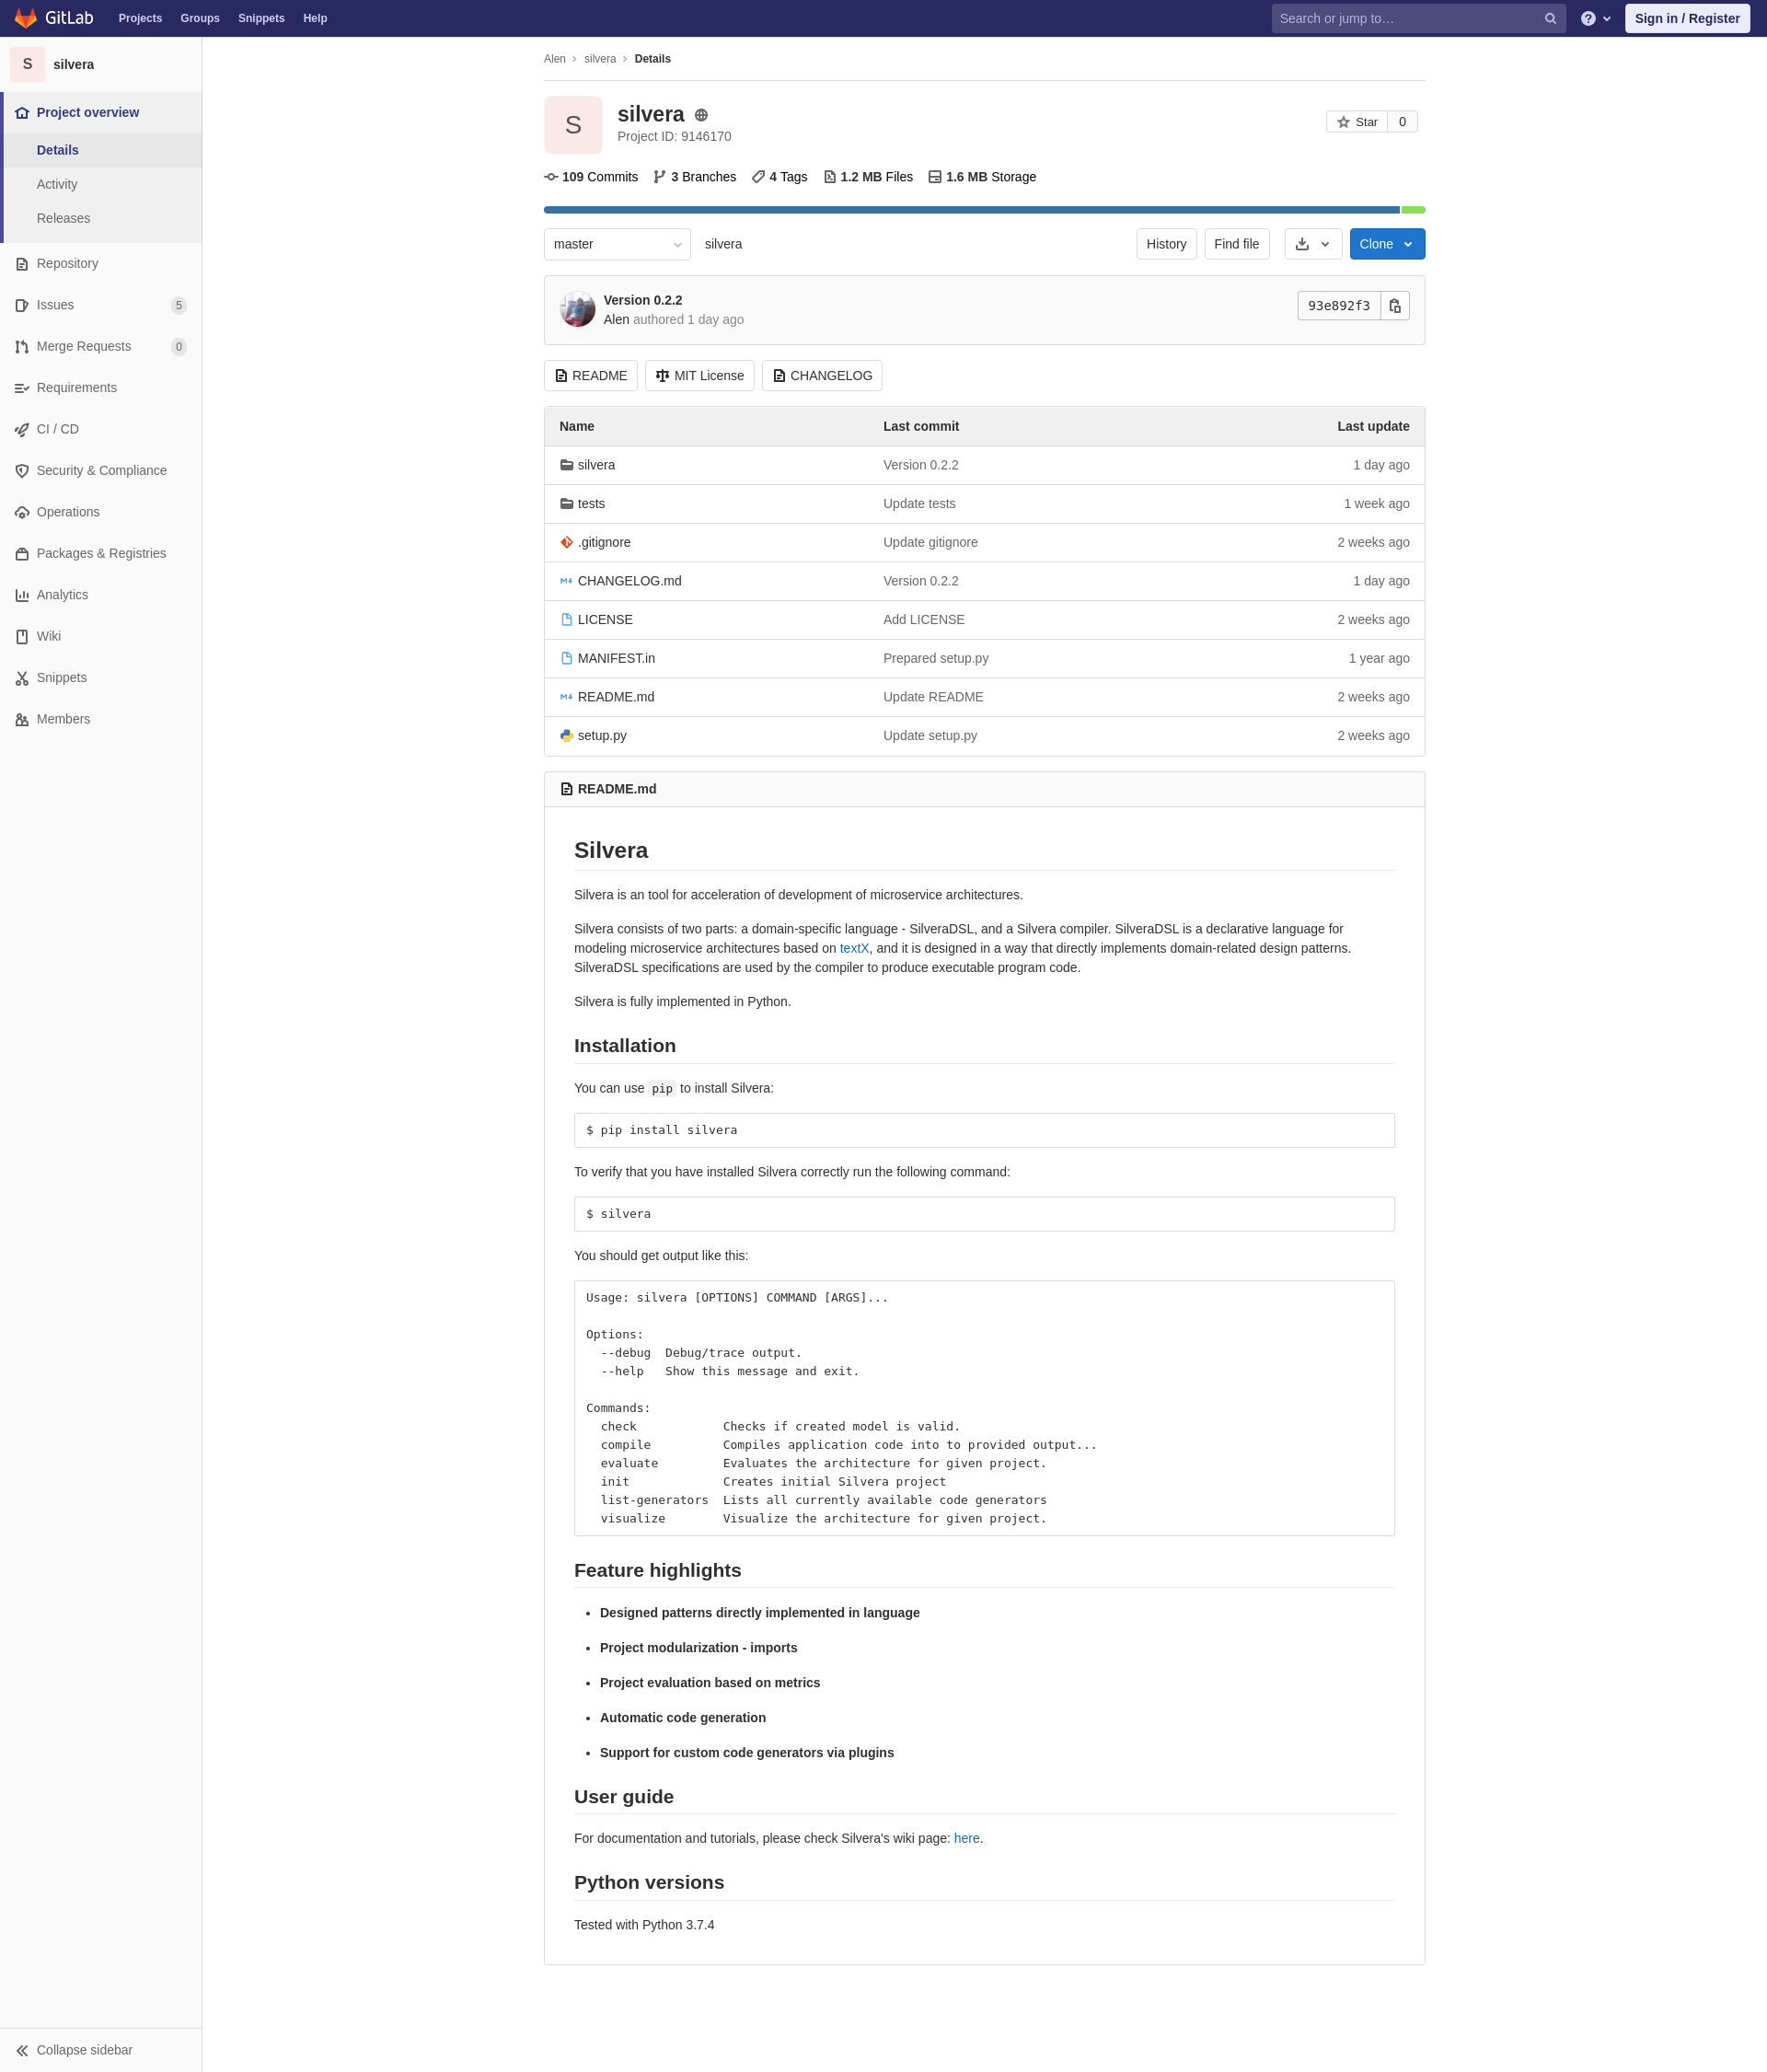 GitLab Projects Groups Snippets Help Search or jump to… Sign in / Register
S silvera
Project overview
Details
Activity
Releases
Repository
Issues 5
Merge Requests 0
Requirements
CI / CD
Security & Compliance
Operations
Packages & Registries
Analytics
Wiki
Snippets
Members
Collapse sidebar
Alen silvera Details
S
silvera
Project ID: 9146170
Star 0
109 Commits 3 Branches 4 Tags 1.2 MB Files 1.6 MB Storage
master silvera History Find file Clone
Version 0.2.2
Alen authored 1 day ago
93e892f3
README MIT License CHANGELOG
Name Last commit Last update
silvera Version 0.2.2 1 day ago
tests Update tests 1 week ago
.gitignore Update gitignore 2 weeks ago
CHANGELOG.md Version 0.2.2 1 day ago
LICENSE Add LICENSE 2 weeks ago
MANIFEST.in Prepared setup.py 1 year ago
README.md Update README 2 weeks ago
setup.py Update setup.py 2 weeks ago
README.md
Silvera
Silvera is an tool for acceleration of development of microservice architectures.
Silvera consists of two parts: a domain-specific language - SilveraDSL, and a Silvera compiler. SilveraDSL is a declarative language for
modeling microservice architectures based on textX, and it is designed in a way that directly implements domain-related design patterns.
SilveraDSL specifications are used by the compiler to produce executable program code.
Silvera is fully implemented in Python.
Installation
You can use pip to install Silvera:
$ pip install silvera
To verify that you have installed Silvera correctly run the following command:
$ silvera
You should get output like this:
Usage: silvera [OPTIONS] COMMAND [ARGS]...
Options:
--debug  Debug/trace output.
--help   Show this message and exit.
Commands:
check            Checks if created model is valid.
compile          Compiles application code into to provided output...
evaluate         Evaluates the architecture for given project.
init             Creates initial Silvera project
list-generators  Lists all currently available code generators
visualize        Visualize the architecture for given project.
Feature highlights
• Designed patterns directly implemented in language
• Project modularization - imports
• Project evaluation based on metrics
• Automatic code generation
• Support for custom code generators via plugins
User guide
For documentation and tutorials, please check Silvera's wiki page: here.
Python versions
Tested with Python 3.7.4